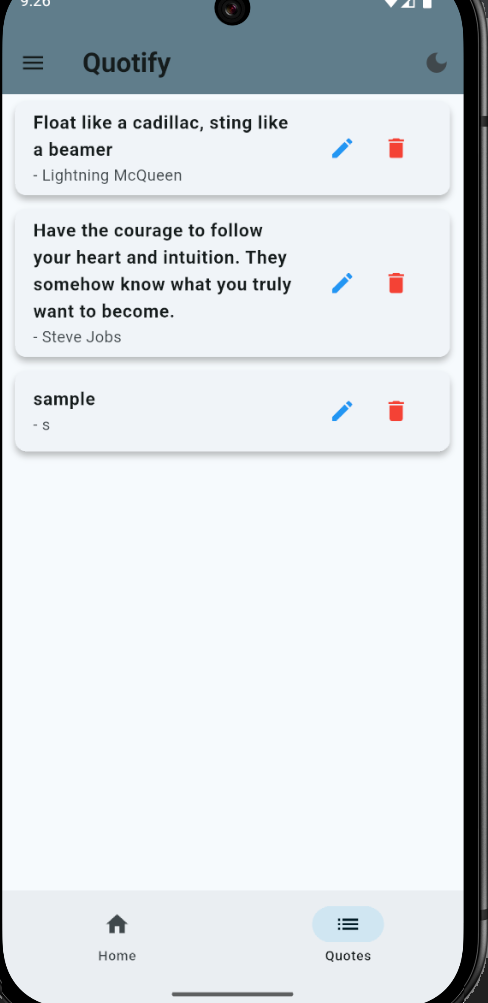 9:26
Quotify
Float like a cadillac, sting like
a beamer
- Lightning McQueen
Have the courage to follow
your heart and intuition. They
somehow know what you truly
want to become.
- Steve Jobs
sample
- s
Home
Quotes